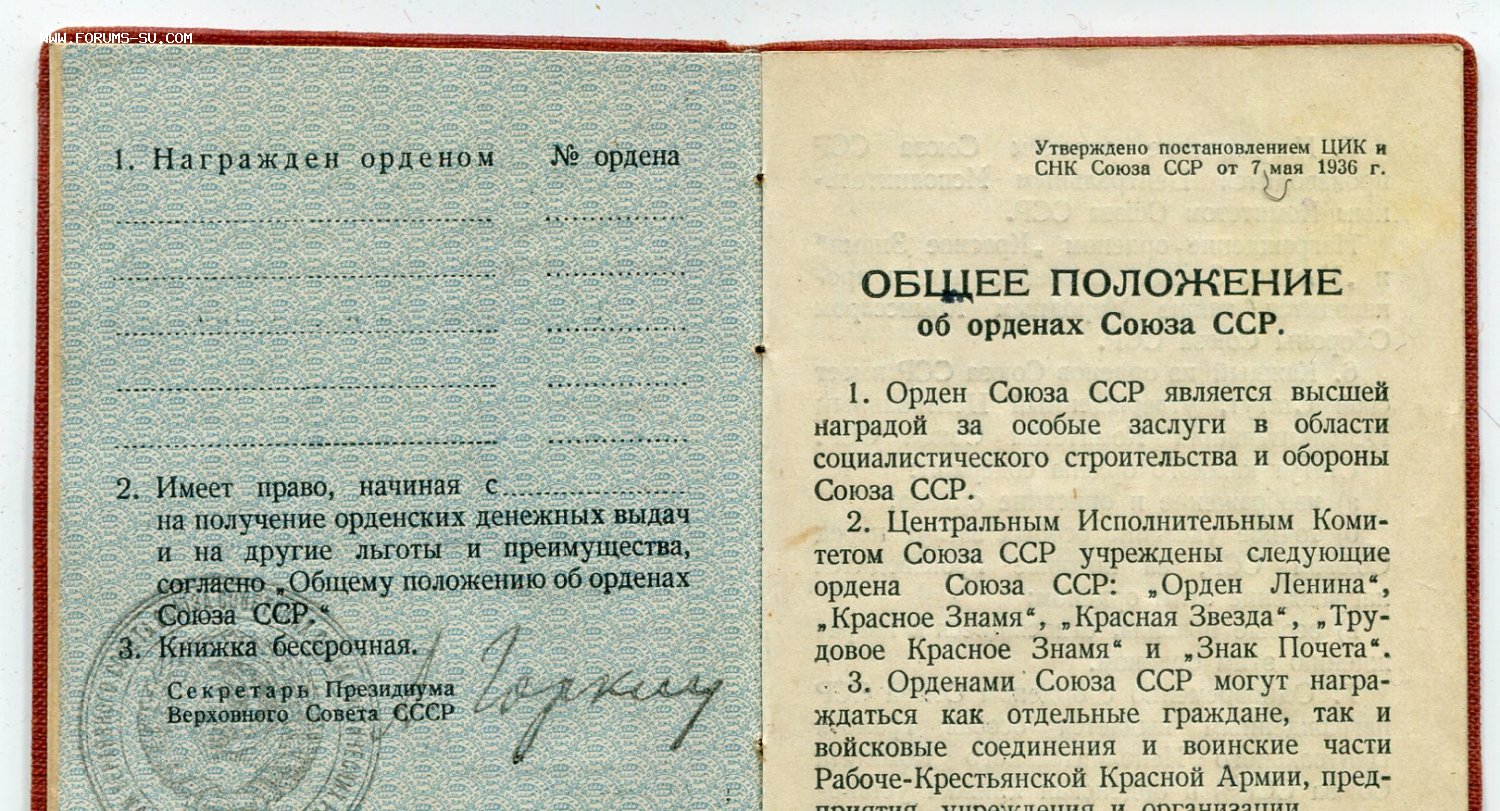 WWW.FORUMS-SU.COM
1. Награжден орденом № ордена
2. Имеет право, начиная с
на получение орденских денежных выдач
и на другие льготы и преимущества,
согласно „Общему положению об орденах
Союза ССР.“
3. Книжка бессрочная.
Секретарь Президиума
Верховного Совета СССР
Горкин
Утверждено постановлением ЦИК и
СНК Союза ССР от 7 мая 1936 г.
ОБЩЕЕ ПОЛОЖЕНИЕ
об орденах Союза ССР.
1. Орден Союза ССР является высшей
наградой за особые заслуги в области
социалистического строительства и обороны
Союза ССР.
2. Центральным Исполнительным Коми-
тетом Союза ССР учреждены следующие
ордена Союза ССР: „Орден Ленина“,
„Красное Знамя“, „Красная Звезда“, „Тру-
довое Красное Знамя“ и „Знак Почета“.
3. Орденами Союза ССР могут награ-
ждаться как отдельные граждане, так и
войсковые соединения и воинские части
Рабоче-Крестьянской Красной Армии, пред-
приятия, учреждения и организации.